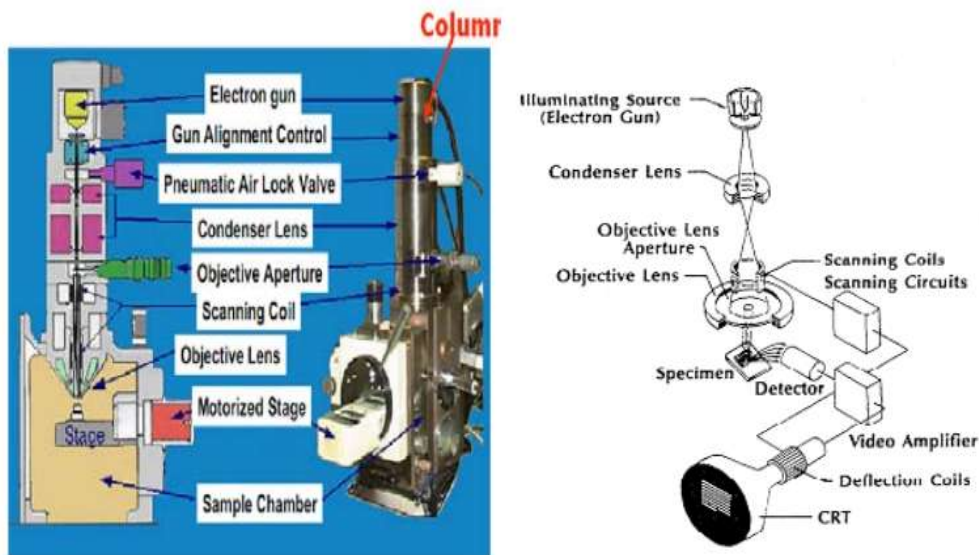 Column
Electron gun
Gun Alignment Control
Pneumatic Air Lock Valve
Condenser Lens
Objective Aperture
Scanning Coil
Objective Lens
Motorized Stage
Stage
Sample Chamber
Illuminating Source
(Electron Gun)
Condenser Lens
Objective Lens
Aperture
Objective Lens
Scanning Coils
Scanning Circuits
Specimen
Detector
Video Amplifier
Deflection Coils
CRT